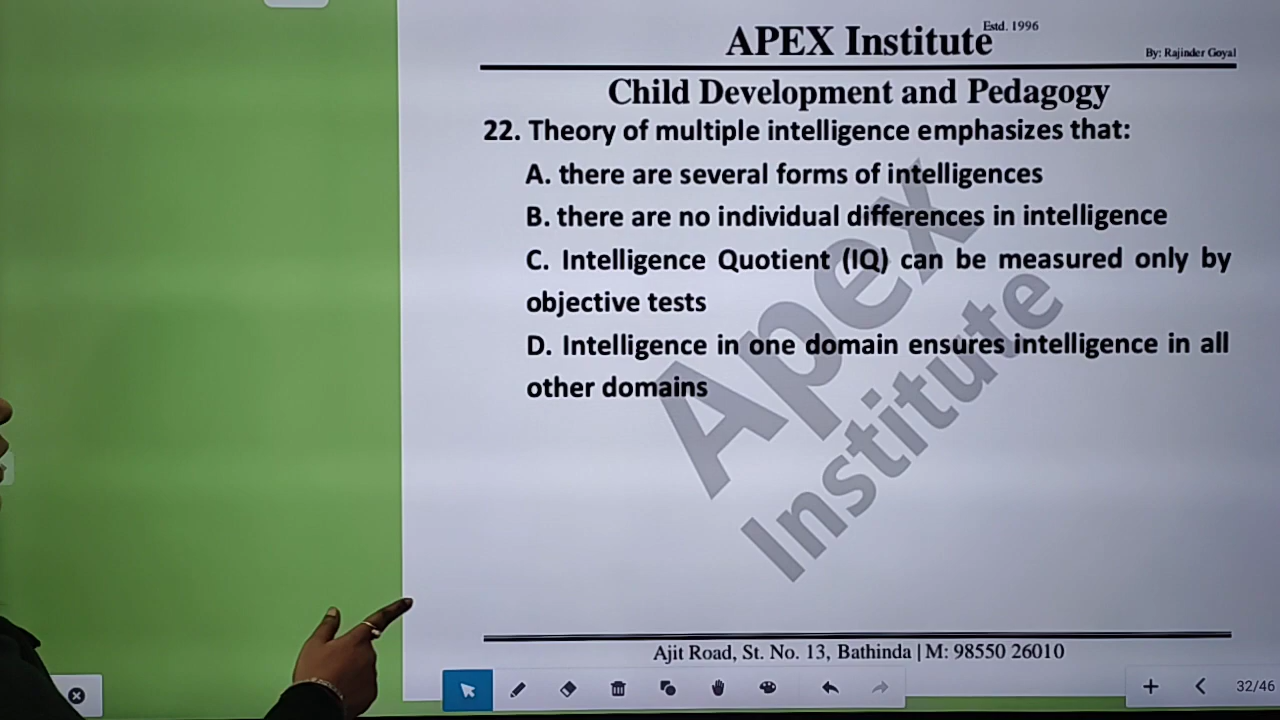 APEX Institute Estd. 1996
By: Rajinder Goyal
Child Development and Pedagogy
22. Theory of multiple intelligence emphasizes that:
A. there are several forms of intelligences
B. there are no individual differences in intelligence
C. Intelligence Quotient (IQ) can be measured only by
objective tests
D. Intelligence in one domain ensures intelligence in all
other domains
Apex
Institute
Ajit Road, St. No. 13, Bathinda | M: 98550 26010
32/46